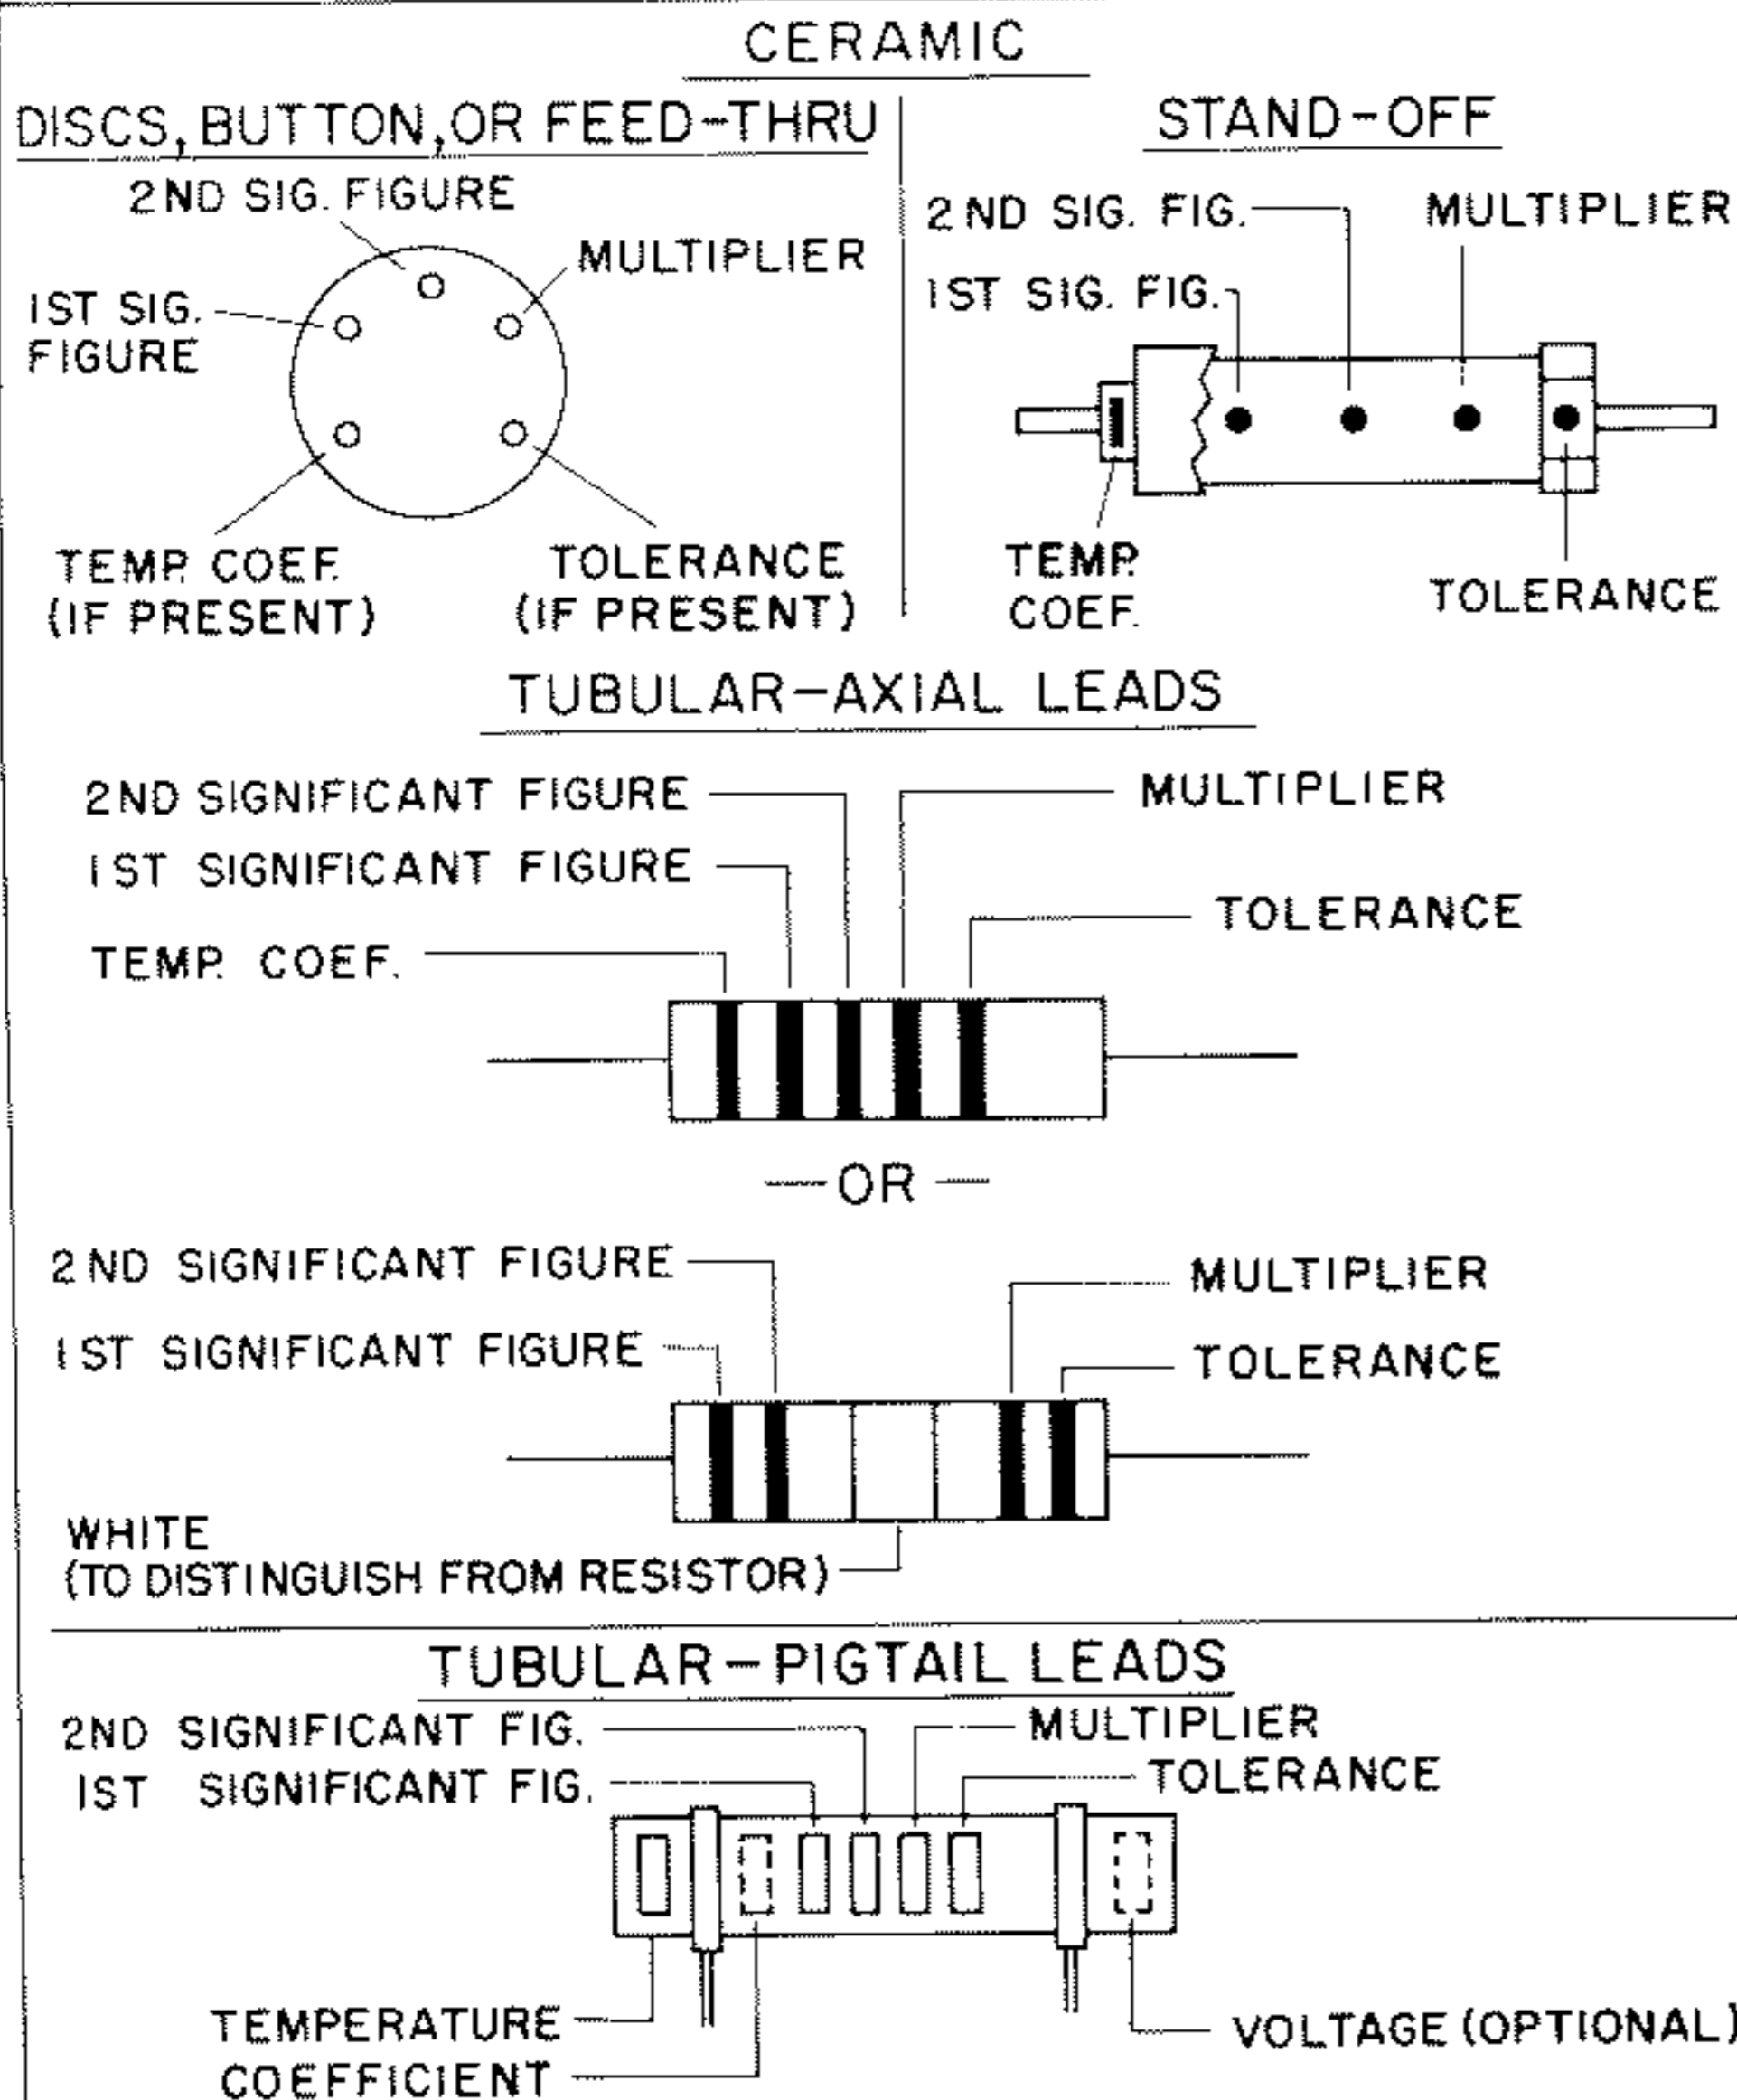 CERAMIC
DISCS, BUTTON, OR FEED-THRU
2ND SIG. FIGURE
MULTIPLIER
1ST SIG.
FIGURE
TEMP. COEF.
(IF PRESENT)
TOLERANCE
(IF PRESENT)
STAND-OFF
2ND SIG. FIG.
MULTIPLIER
1ST SIG. FIG.
TEMP.
COEF.
TOLERANCE
TUBULAR-AXIAL LEADS
2ND SIGNIFICANT FIGURE
MULTIPLIER
1ST SIGNIFICANT FIGURE
TOLERANCE
TEMP. COEF.
—OR—
2ND SIGNIFICANT FIGURE
MULTIPLIER
1ST SIGNIFICANT FIGURE
TOLERANCE
WHITE
(TO DISTINGUISH FROM RESISTOR)
TUBULAR-PIGTAIL LEADS
2ND SIGNIFICANT FIG.
MULTIPLIER
1ST SIGNIFICANT FIG.
TOLERANCE
TEMPERATURE
COEFFICIENT
VOLTAGE (OPTIONAL)